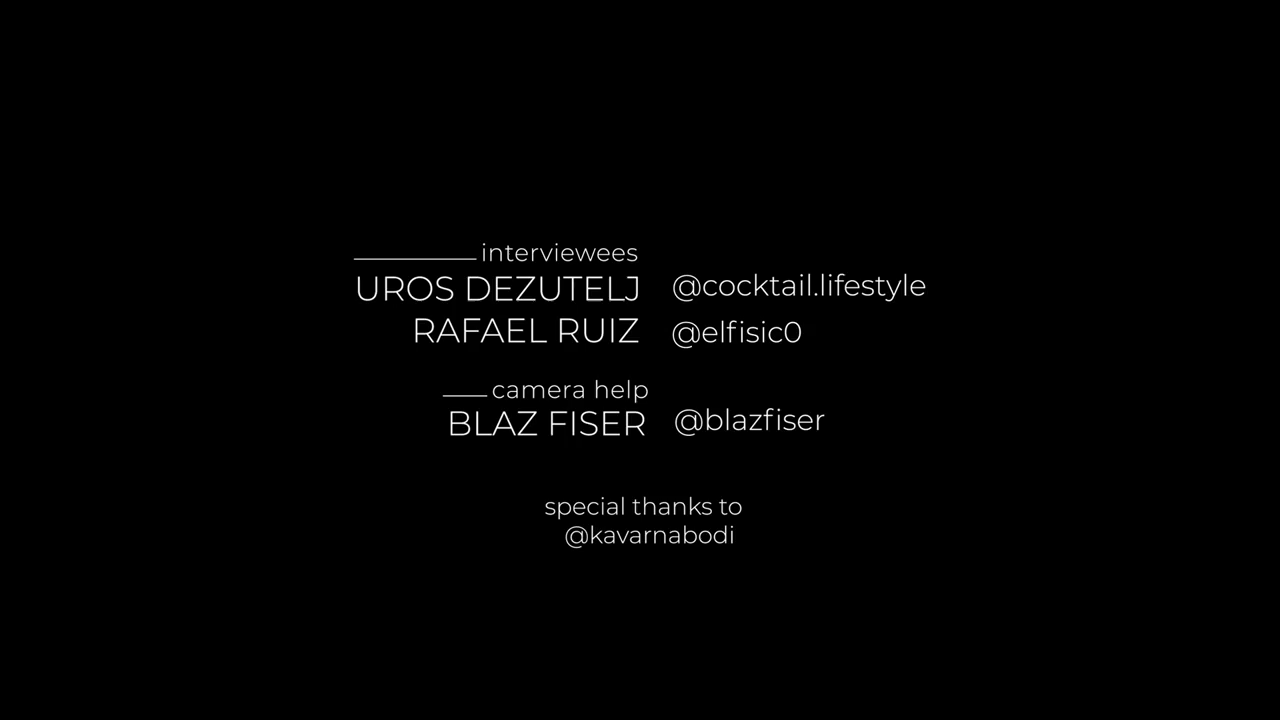 interviewees
UROS DEZUTELJ @cocktail.lifestyle
RAFAEL RUIZ @elfisic0
camera help
BLAZ FISER @blazfiser
special thanks to
@kavarnabodi